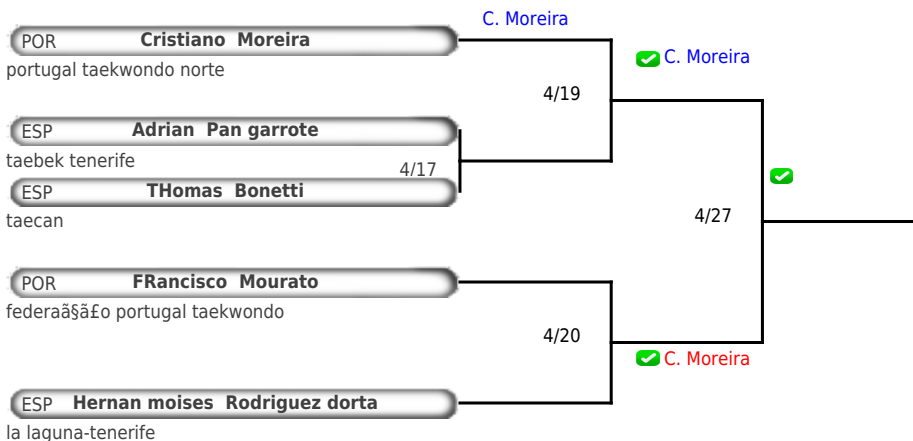 C. Moreira
POR Cristiano Moreira
portugal taekwondo norte
C. Moreira
4/19
ESP Adrian Pan garrote
taebek tenerife
4/17
ESP THomas Bonetti
taecan
4/27
POR FRancisco Mourato
federaã§ã£o portugal taekwondo
4/20
C. Moreira
ESP Hernan moises Rodriguez dorta
la laguna-tenerife